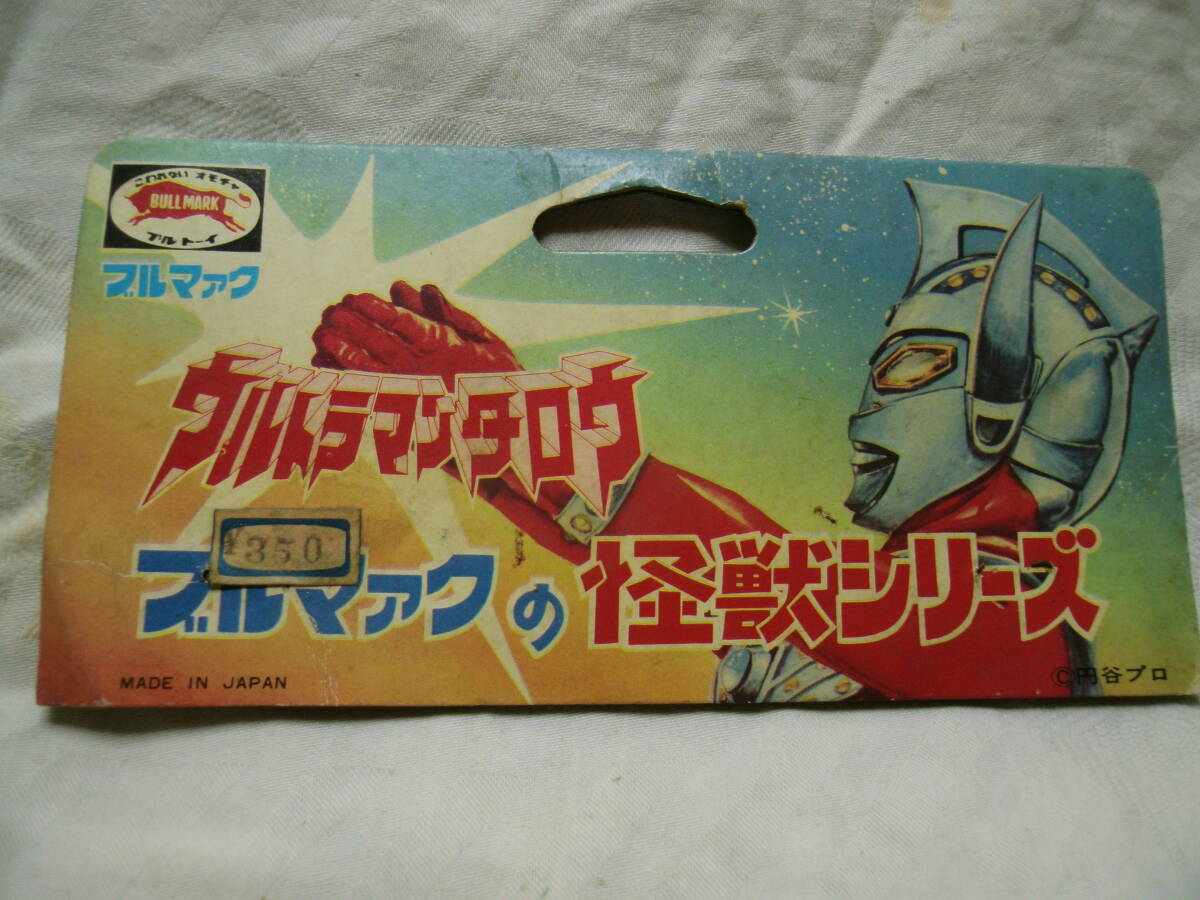 こわれない オモチャ
BULLMARK
ブルトーイ
ブルマァク
ウルトラマンタロウ
¥350
ブルマァクの怪獣シリーズ
MADE IN JAPAN
©円谷プロ